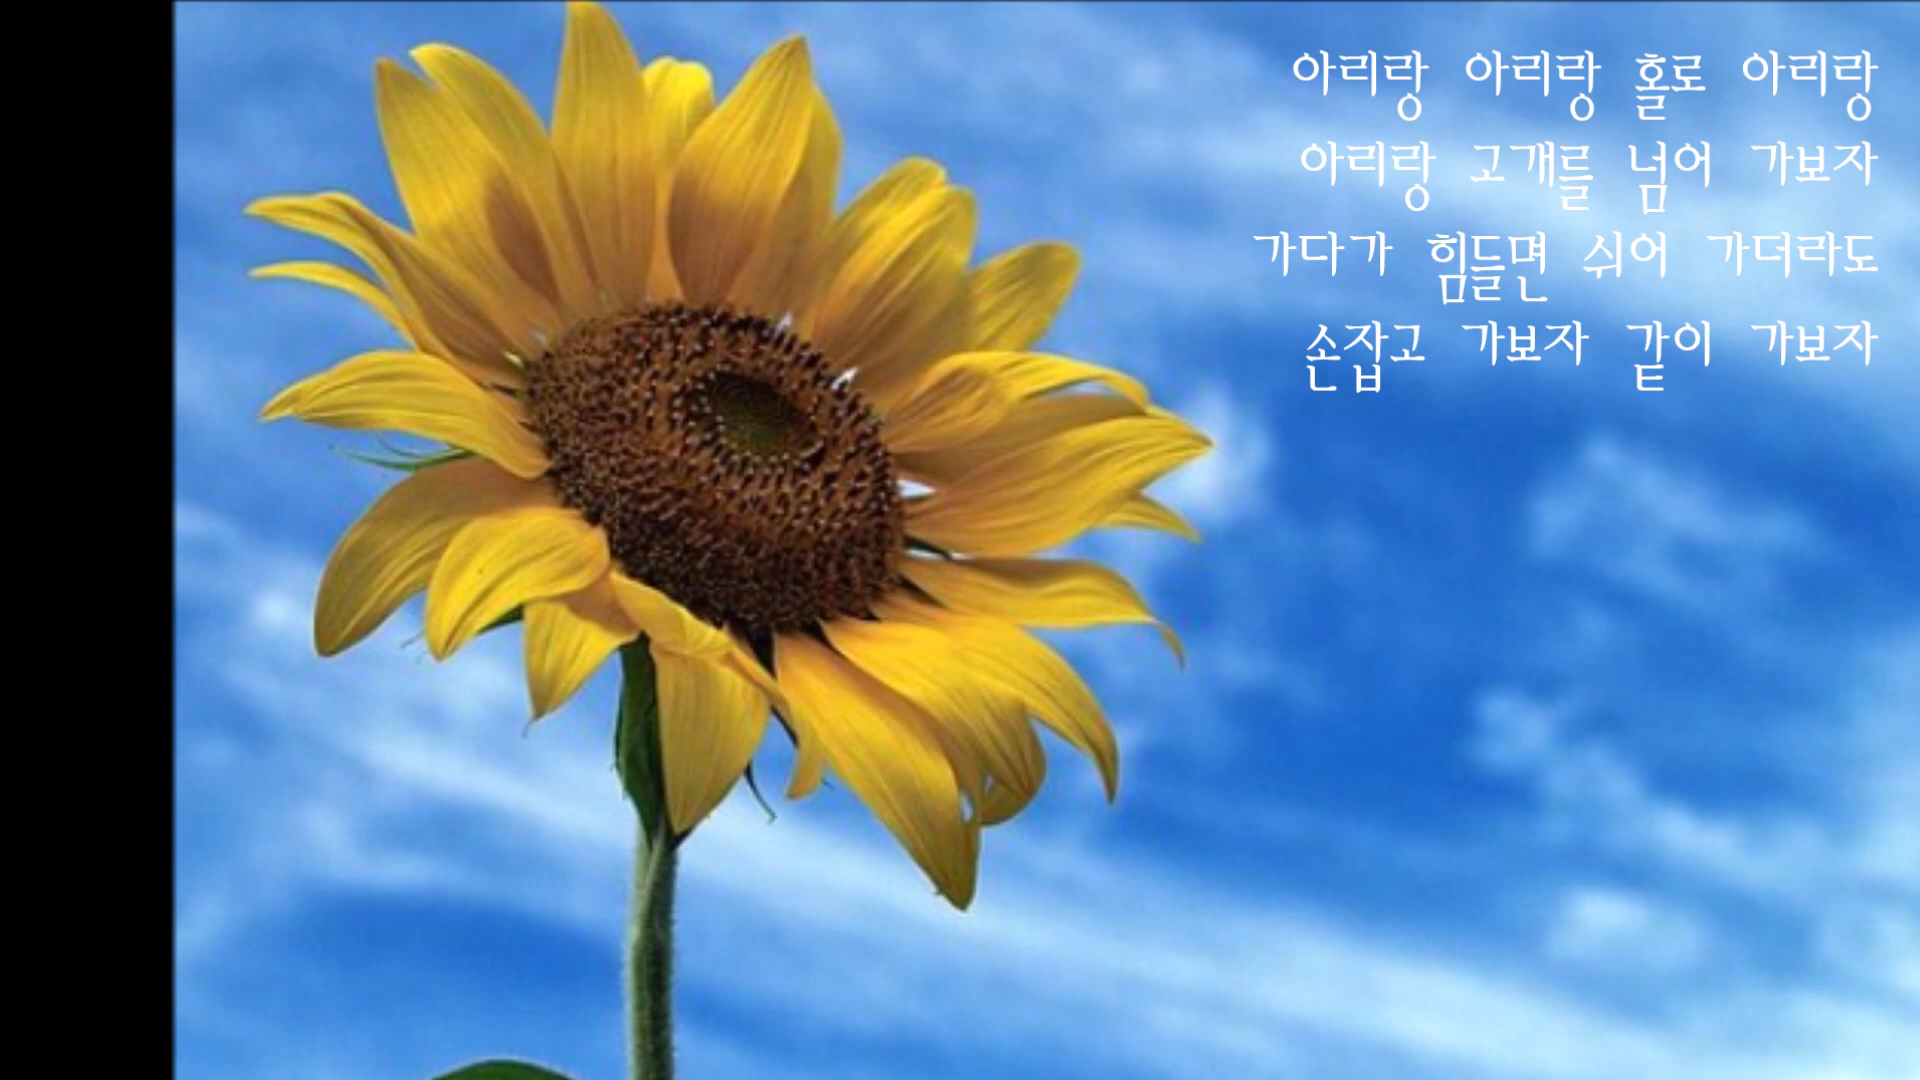 아리랑 아리랑 홀로 아리랑
아리랑 고개를 넘어 가보자
가다가 힘들면 쉬어 가더라도
손잡고 가보자 같이 가보자